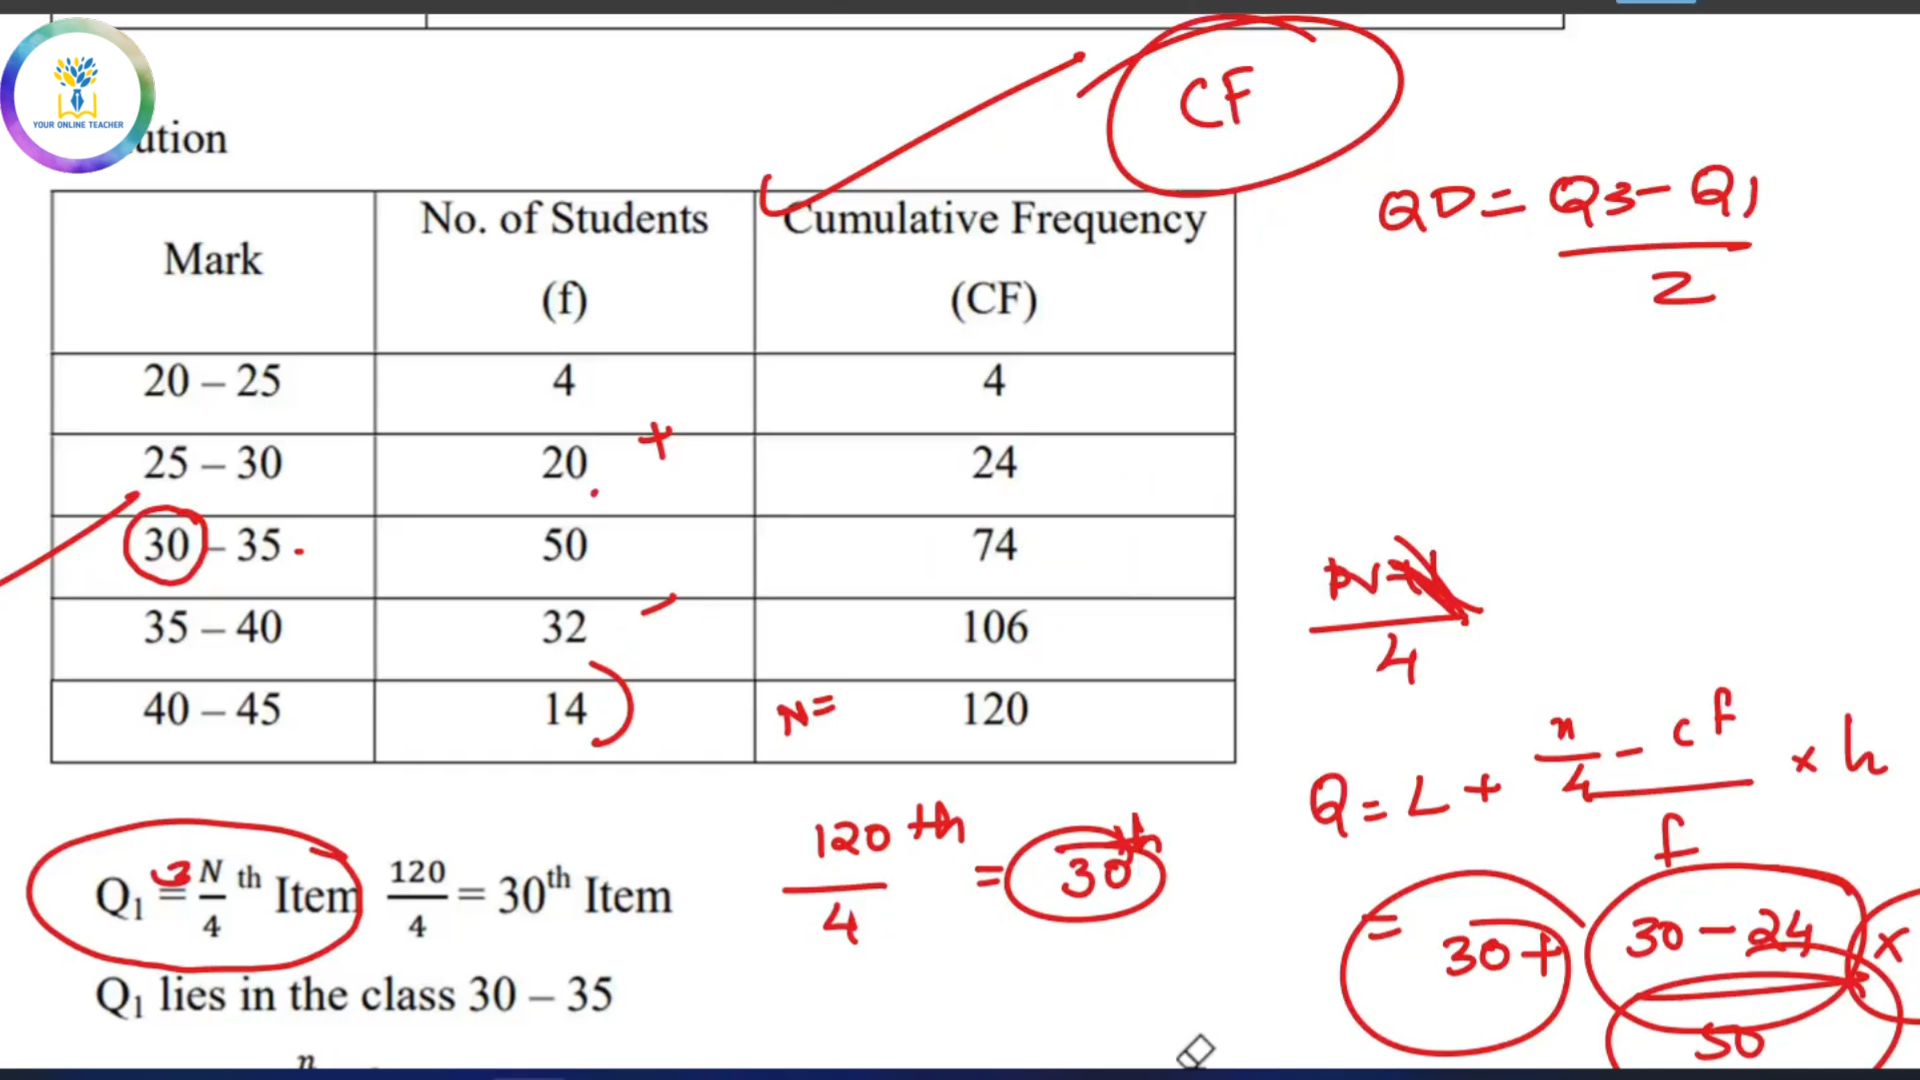 CF
YOUR ONLINE TEACHER
ution
QD = Q3 - Q1
2
Mark
No. of Students
(f)
Cumulative Frequency
(CF)
20 – 25 4 4
25 – 30 20 + 24
30 – 35 50 74
35 – 40 32 106
40 – 45 14 N= 120
4
Q = L + n/4 - cf
f
× h
Q₁ = N/4 th Item 120/4 = 30th Item
120 th
4
= 30th
= 30 + 30 - 24 ×
50
Q₁ lies in the class 30 – 35
n